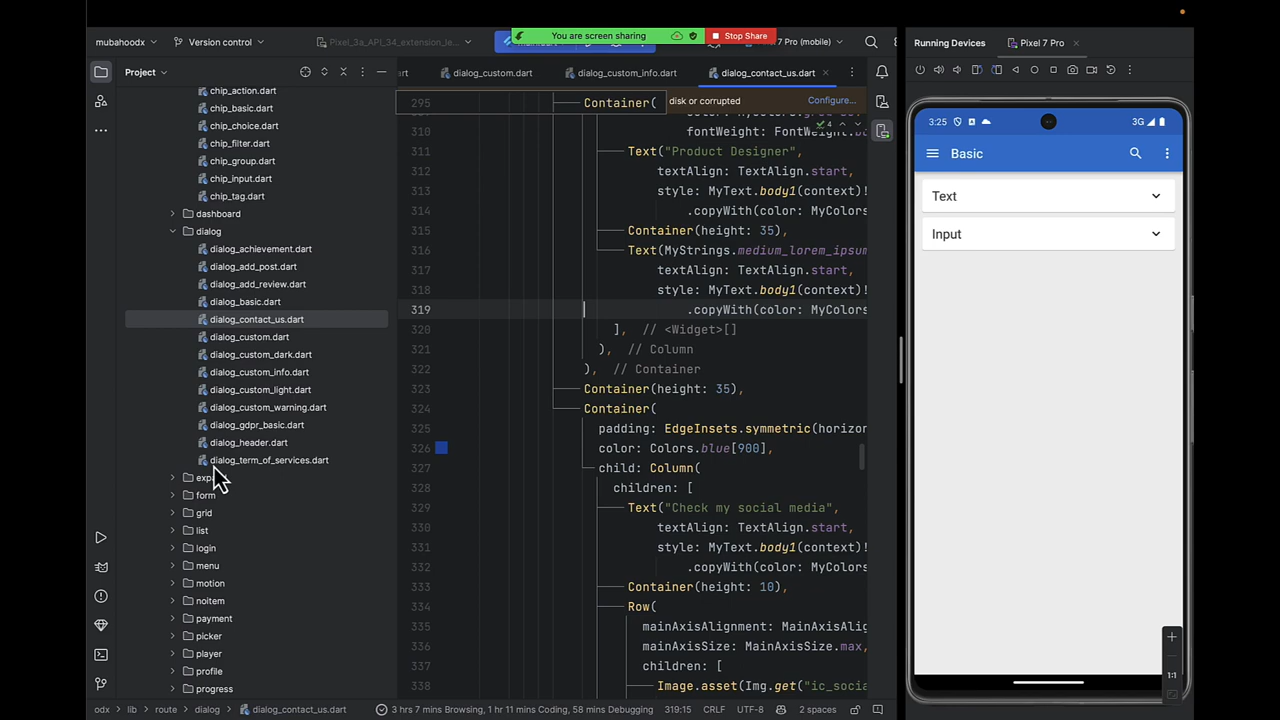 mubahoodx
Version control
Pixel_3a_API_34_extension_le
You are screen sharing
Stop Share
7 Pro (mobile)
Running Devices
Pixel 7 Pro
Project
dialog_custom.dart
dialog_custom_info.dart
dialog_contact_us.dart
disk or corrupted
Configure...
chip_action.dart
chip_basic.dart
chip_choice.dart
chip_filter.dart
chip_group.dart
chip_input.dart
chip_tag.dart
dashboard
dialog
dialog_achievement.dart
dialog_add_post.dart
dialog_add_review.dart
dialog_basic.dart
dialog_contact_us.dart
dialog_custom.dart
dialog_custom_dark.dart
dialog_custom_info.dart
dialog_custom_light.dart
dialog_custom_warning.dart
dialog_gdpr_basic.dart
dialog_header.dart
dialog_term_of_services.dart
form
grid
list
login
menu
motion
noitem
payment
picker
player
profile
progress
295 Container(
4
310 fontWeight: FontWeight.b
311 Text("Product Designer",
312 textAlign: TextAlign.start,
313 style: MyText.body1(context)!
314 .copyWith(color: MyColors
315 Container(height: 35),
316 Text(MyStrings.medium_lorem_ipsum
317 textAlign: TextAlign.start,
318 style: MyText.body1(context)!
319 .copyWith(color: MyColors
320 ], // <Widget>[]
321 ), // Column
322 ), // Container
323 Container(height: 35),
324 Container(
325 padding: EdgeInsets.symmetric(horizon
326 color: Colors.blue[900],
327 child: Column(
328 children: [
329 Text("Check my social media",
330 textAlign: TextAlign.start,
331 style: MyText.body1(context)!
332 .copyWith(color: MyColors
333 Container(height: 10),
334 Row(
335 mainAxisAlignment: MainAxisAlig
336 mainAxisSize: MainAxisSize.max,
337 children: [
338 Image.asset(Img.get("ic_socia
3:25
3G
Basic
Text
Input
1:1
odx > lib > route > dialog > dialog_contact_us.dart
3 hrs 7 mins Browsing, 1 hr 11 mins Coding, 58 mins Debugging
319:15
CRLF
UTF-8
2 spaces